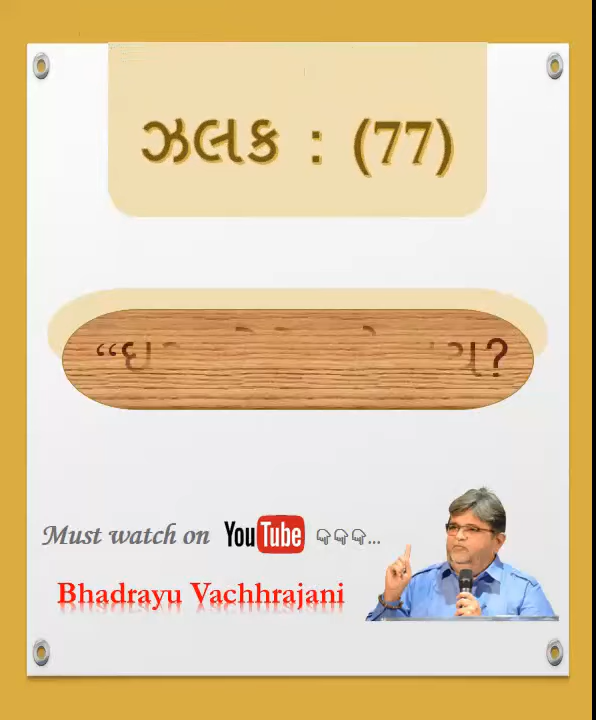 ઝલક : (77)
Must watch on YouTube 👇👇👇...
Bhadrayu Vachhrajani